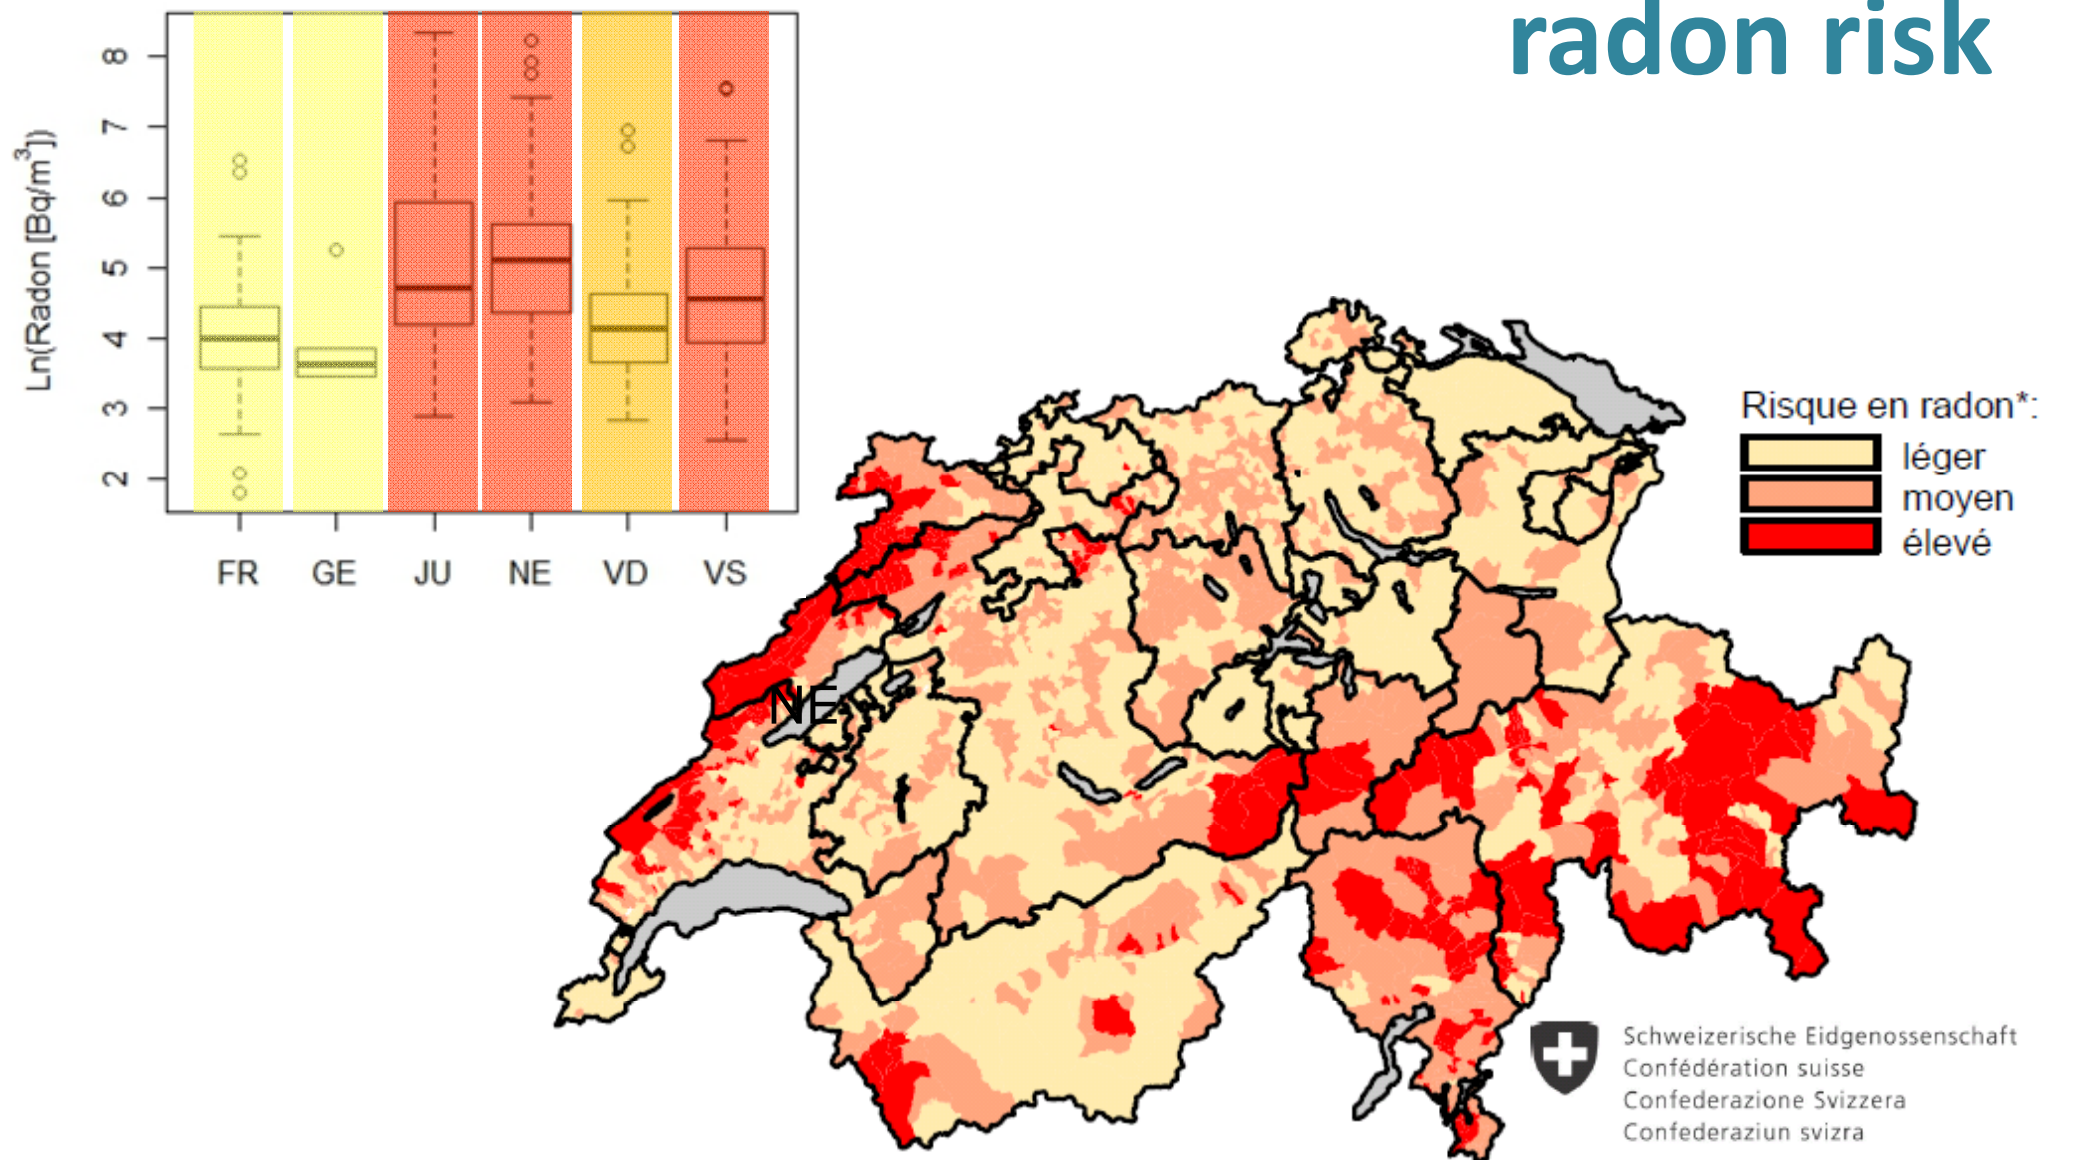 radon risk
Ln(Radon [Bq/m³])
8
7
6
5
4
3
2
FR GE JU NE VD VS
Risque en radon*:
léger
moyen
élevé
NE
Schweizerische Eidgenossenschaft
Confédération suisse
Confederazione Svizzera
Confederaziun svizra